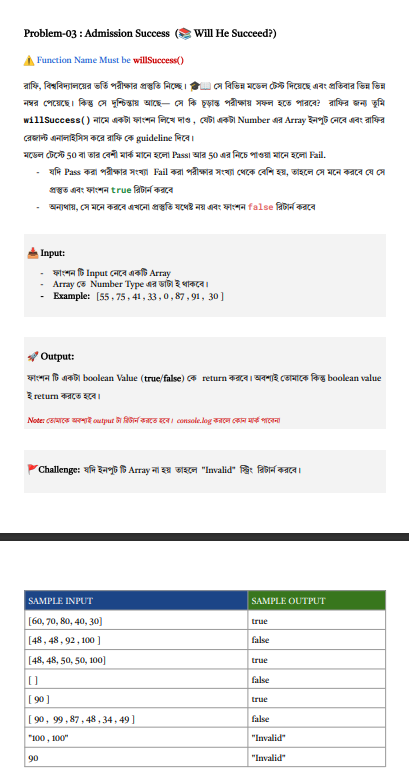 Problem-03 : Admission Success (📚 Will He Succeed?)
⚠️ Function Name Must be willSuccess()
রাফি, বিশ্ববিদ্যালয়ের ভর্তি পরীক্ষার প্রস্তুতি নিচ্ছে। 🎓📖 সে বিভিন্ন মডেল টেস্ট দিয়েছে এবং প্রতিবার ভিন্ন ভিন্ন
নম্বর পেয়েছে। কিন্তু সে দুশ্চিন্তায় আছে— সে কি চূড়ান্ত পরীক্ষায় সফল হতে পারবে? রাফির জন্য তুমি
willSuccess() নামে একটা ফাংশন লিখে দাও , যেটা একটা Number এর Array ইনপুট নেবে এবং রাফির
রেজাল্ট এনালাইসিস করে রাফি কে guideline দিবে।
মডেল টেস্টে 50 বা তার বেশী মার্ক মানে হলো Pass। আর 50 এর নিচে পাওয়া মানে হলো Fail.
- যদি Pass করা পরীক্ষার সংখ্যা Fail করা পরীক্ষার সংখ্যা থেকে বেশি হয়, তাহলে সে মনে করবে যে সে
প্রস্তুত এবং ফাংশন true রিটার্ন করবে
- অন্যথায়, সে মনে করবে এখনো প্রস্তুতি যথেষ্ট নয় এবং ফাংশন false রিটার্ন করবে
📥 Input:
- ফাংশন টি Input নেবে একটি Array
- Array তে Number Type এর ডাটা ই থাকবে।
- Example: [55 , 75 , 41 , 33 , 0 , 87 , 91 , 30 ]
🚀 Output:
ফাংশন টি একটা boolean Value (true/false) কে return করবে। অবশ্যই তোমাকে কিন্তু boolean value
ই return করতে হবে।
Note: তোমাকে অবশ্যই output টা রিটার্ন করতে হবে। console.log করলে কোন মার্ক পাবেনা
🚩Challenge: যদি ইনপুট টি Array না হয় তাহলে "Invalid" স্ট্রিং রিটার্ন করবে।
SAMPLE INPUT SAMPLE OUTPUT
[60, 70, 80, 40, 30] true
[48 , 48 , 92 , 100 ] false
[48, 48, 50, 50, 100] true
[ ] false
[ 90 ] true
[ 90 , 99 , 87 , 48 , 34 , 49 ] false
"100 , 100" "Invalid"
90 "Invalid"